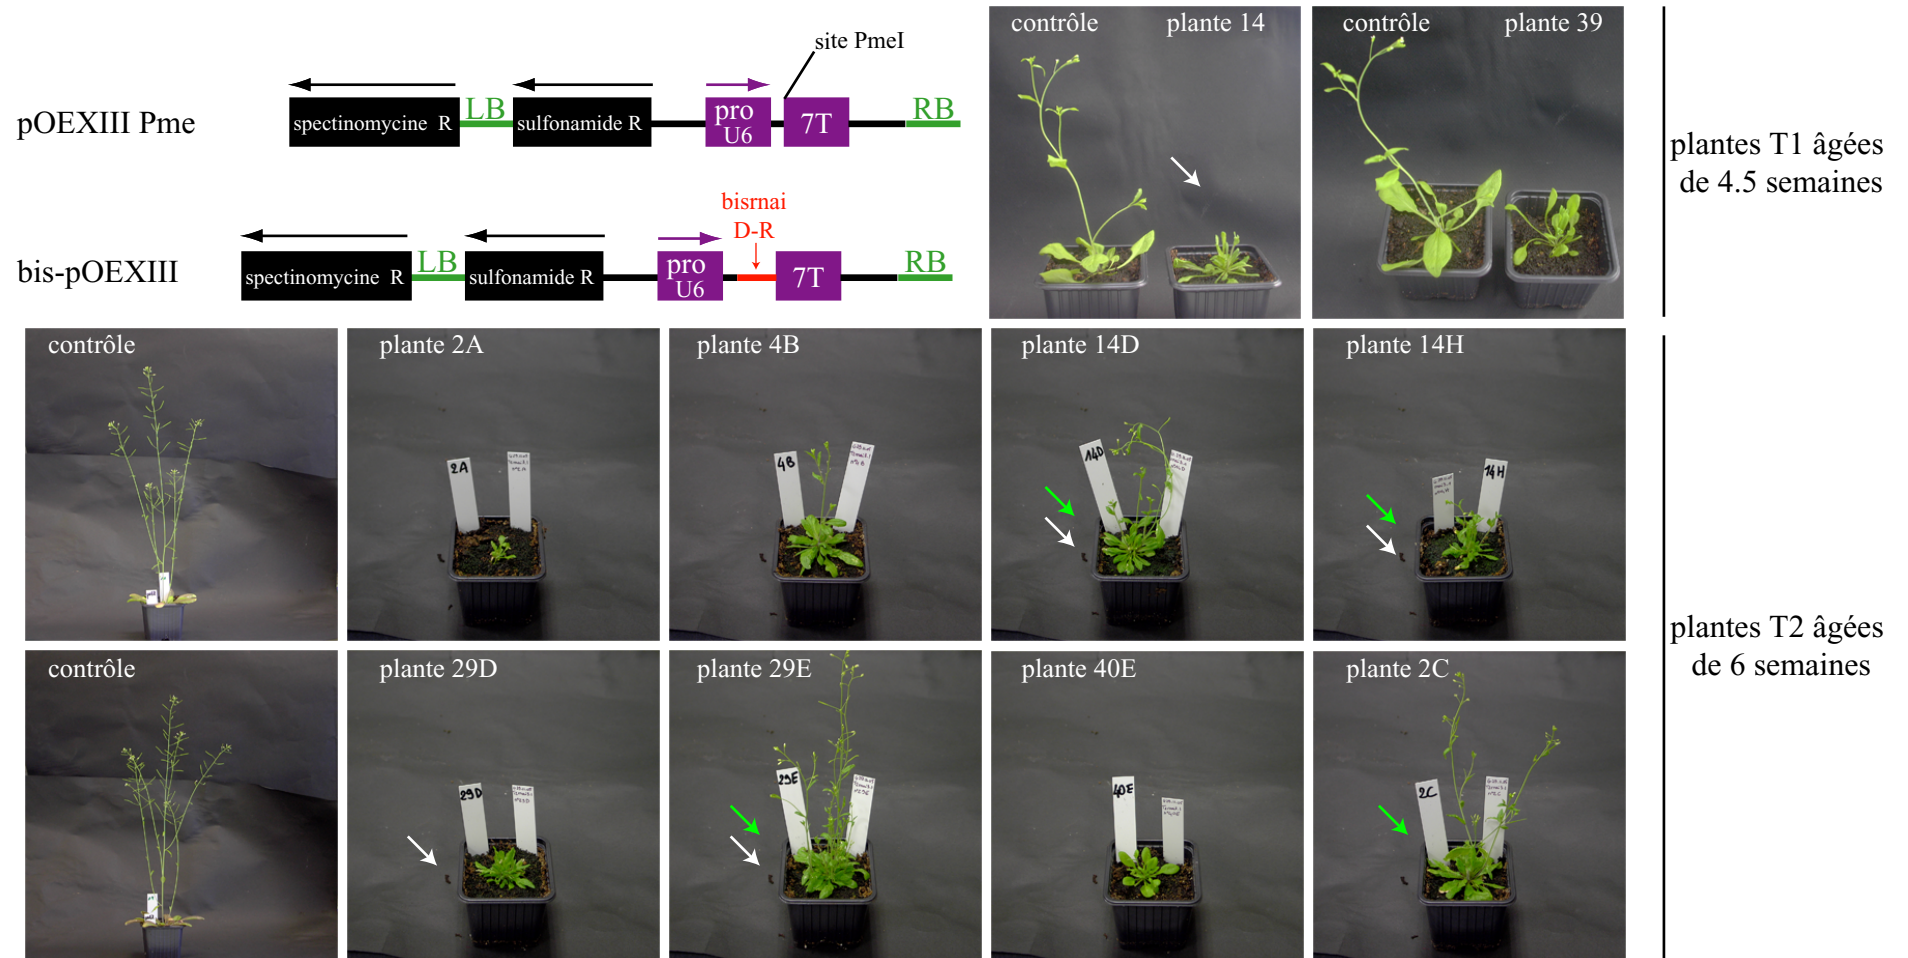 pOEXIII Pme
spectinomycine R
LB
sulfonamide R
pro
U6
site PmeI
7T
RB
bis-pOEXIII
spectinomycine R
LB
sulfonamide R
pro
U6
bisrnai
D-R
7T
RB
contrôle plante 14
contrôle plante 39
plantes T1 âgées
de 4.5 semaines
contrôle
plante 2A
2A
plante 4B
4B
plante 14D
14D
plante 14H
14H
contrôle
plante 29D
29D
plante 29E
29E
plante 40E
40E
plante 2C
2C
plantes T2 âgées
de 6 semaines